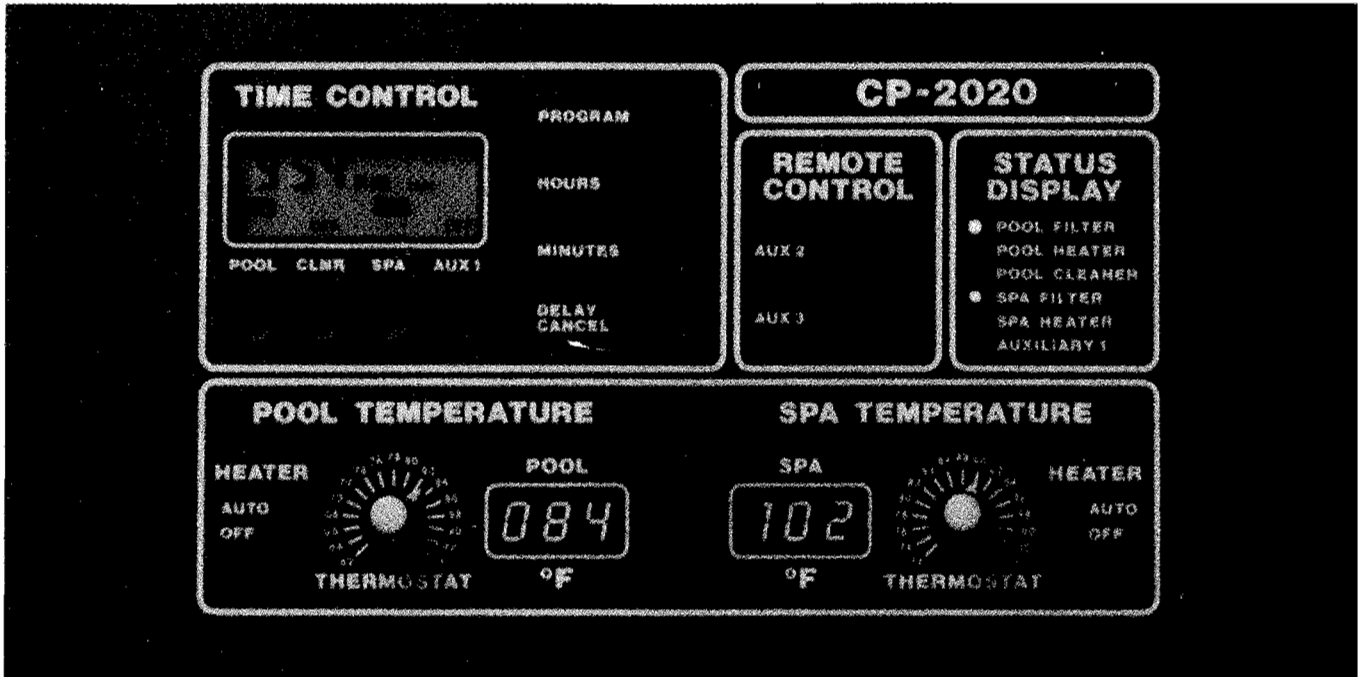 TIME CONTROL
PROGRAM
HOURS
MINUTES
DELAY
CANCEL
POOL CLNR SPA AUX 1
CP-2020
REMOTE
CONTROL
AUX 2
AUX 3
STATUS
DISPLAY
POOL FILTER
POOL HEATER
POOL CLEANER
SPA FILTER
SPA HEATER
AUXILIARY 1
POOL TEMPERATURE
HEATER
AUTO
OFF
THERMOSTAT
POOL
084
°F
SPA TEMPERATURE
SPA
102
°F
THERMOSTAT
HEATER
AUTO
OFF